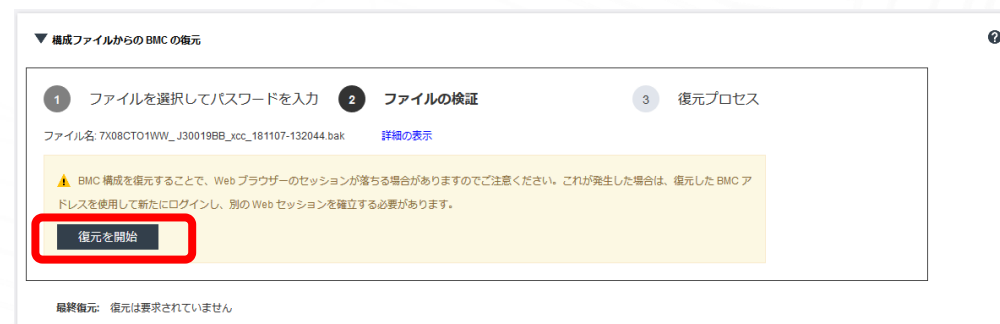 ▼ 構成ファイルからの BMC の復元
1 ファイルを選択してパスワードを入力 2 ファイルの検証 3 復元プロセス
ファイル名: 7X08CTO1WW_ J30019BB_xcc_181107-132044.bak 詳細の表示
BMC 構成を復元することで、Web ブラウザーのセッションが落ちる場合がありますのでご注意ください。これが発生した場合は、復元した BMC ア
ドレスを使用して新たにログインし、別の Web セッションを確立する必要があります。
復元を開始
最終復元: 復元は要求されていません